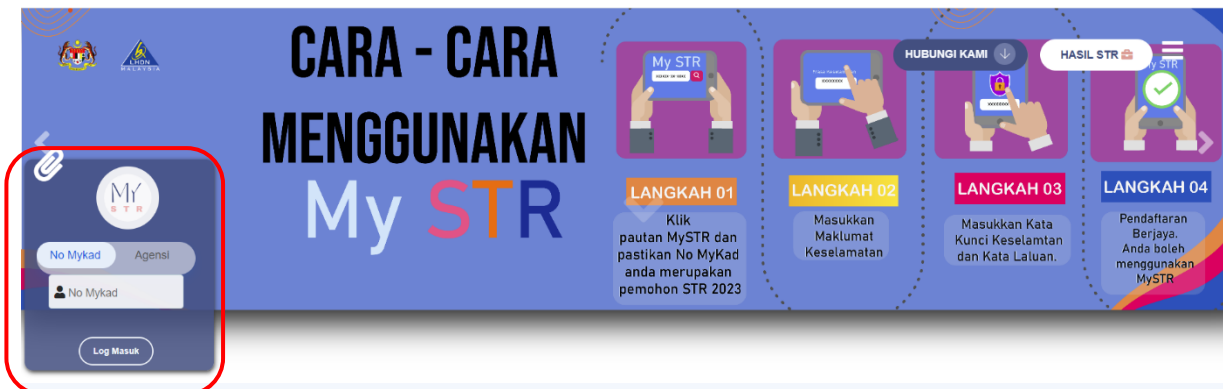 LHDN
MALAYSIA
CARA - CARA
MENGGUNAKAN
My STR
HUBUNGI KAMI
HASIL STR
My STR
My STR
LANGKAH 01
Klik
pautan MySTR dan
pastikan No MyKad
anda merupakan
pemohon STR 2023
LANGKAH 02
Masukkan
Maklumat
Keselamatan
LANGKAH 03
Masukkan Kata
Kunci Keselamtan
dan Kata Laluan.
LANGKAH 04
Pendaftaran
Berjaya.
Anda boleh
menggunakan
MySTR
MY
STR
No Mykad Agensi
No Mykad
Log Masuk